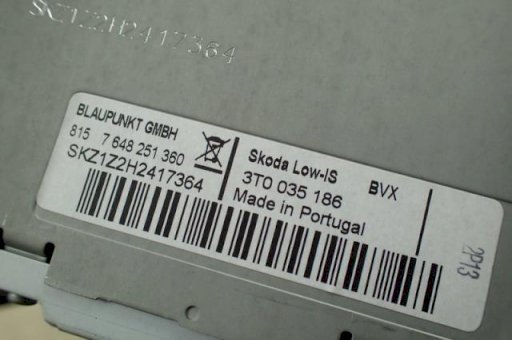 SKZ1Z2H2417364
BLAUPUNKT GMBH
815 7 648 251 360
SKZ1Z2H2417364
Skoda Low-IS BVX
3T0 035 186
Made in Portugal
2P13